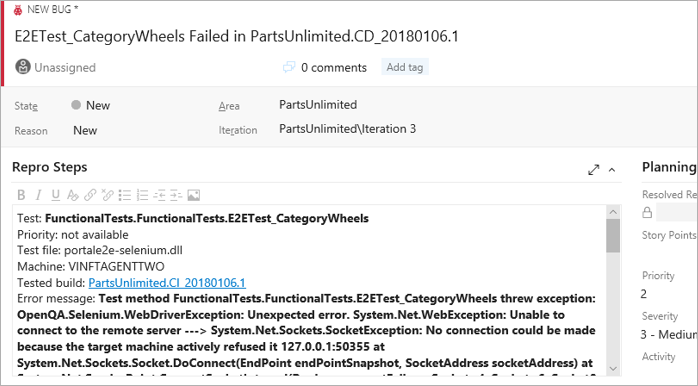 NEW BUG *
E2ETest_CategoryWheels Failed in PartsUnlimited.CD_20180106.1
Unassigned
0 comments
Add tag
State
New
Area
PartsUnlimited
Reason
New
Iteration
PartsUnlimited\Iteration 3
Repro Steps
Planning
B I U
Test: FunctionalTests.FunctionalTests.E2ETest_CategoryWheels
Priority: not available
Test file: portale2e-selenium.dll
Machine: VINFTAGENTTWO
Tested build: PartsUnlimited.CI_20180106.1
Error message: Test method FunctionalTests.FunctionalTests.E2ETest_CategoryWheels threw exception:
OpenQA.Selenium.WebDriverException: Unexpected error. System.Net.WebException: Unable to
connect to the remote server ---> System.Net.Sockets.SocketException: No connection could be made
because the target machine actively refused it 127.0.0.1:50355 at
System.Net.Sockets.Socket.DoConnect(EndPoint endPointSnapshot, SocketAddress socketAddress) at
Resolved Re
Story Points
Priority
2
Severity
3 - Medium
Activity